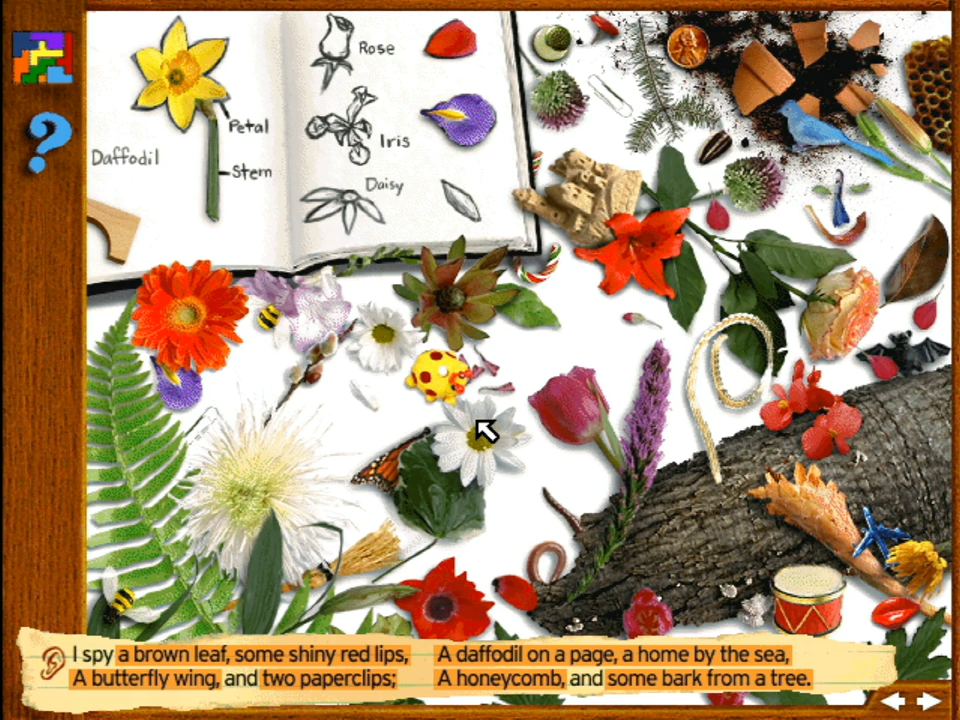 Rose
Petal
Iris
Daffodil
Stem
Daisy
I spy a brown leaf, some shiny red lips,
A butterfly wing, and two paperclips;
A daffodil on a page, a home by the sea,
A honeycomb, and some bark from a tree.